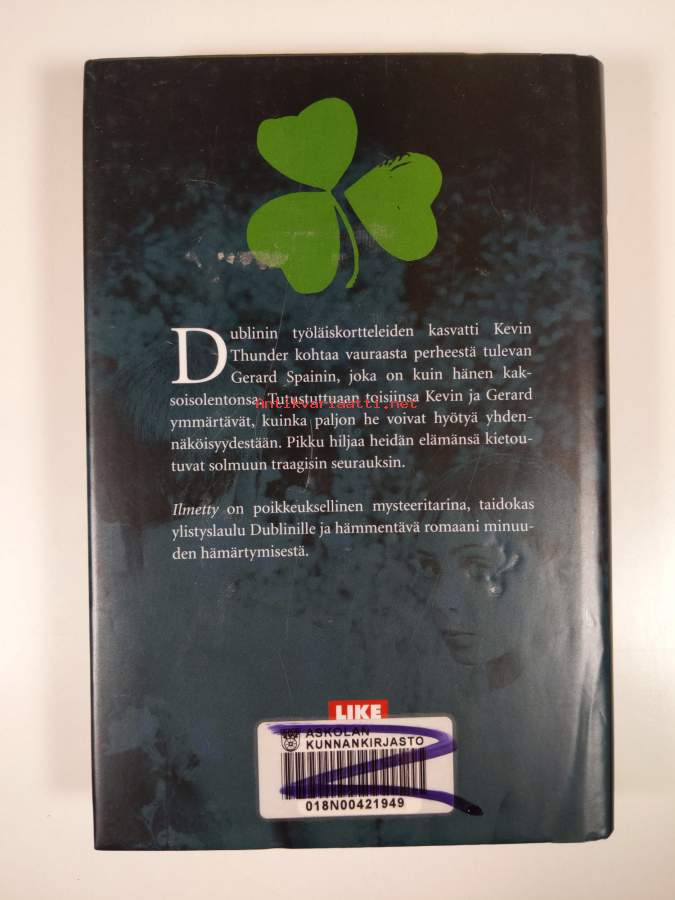 Dublinin työläiskortteleiden kasvatti Kevin
Thunder kohtaa vauraasta perheestä tulevan
Gerard Spainin, joka on kuin hänen kak-
soisolentonsa. Tutustuttuaan toisiinsa Kevin ja Gerard
antikvariaatti.net
ymmärtävät, kuinka paljon he voivat hyötyä yhden-
näköisyydestään. Pikku hiljaa heidän elämänsä kietou-
tuvat solmuun traagisin seurauksin.
Ilmetty on poikkeuksellinen mysteeritarina, taidokas
ylistyslaulu Dublinille ja hämmentävä romaani minuu-
den hämärtymisestä.
LIKE
ASKOLAN
KUNNANKIRJASTO
018N00421949